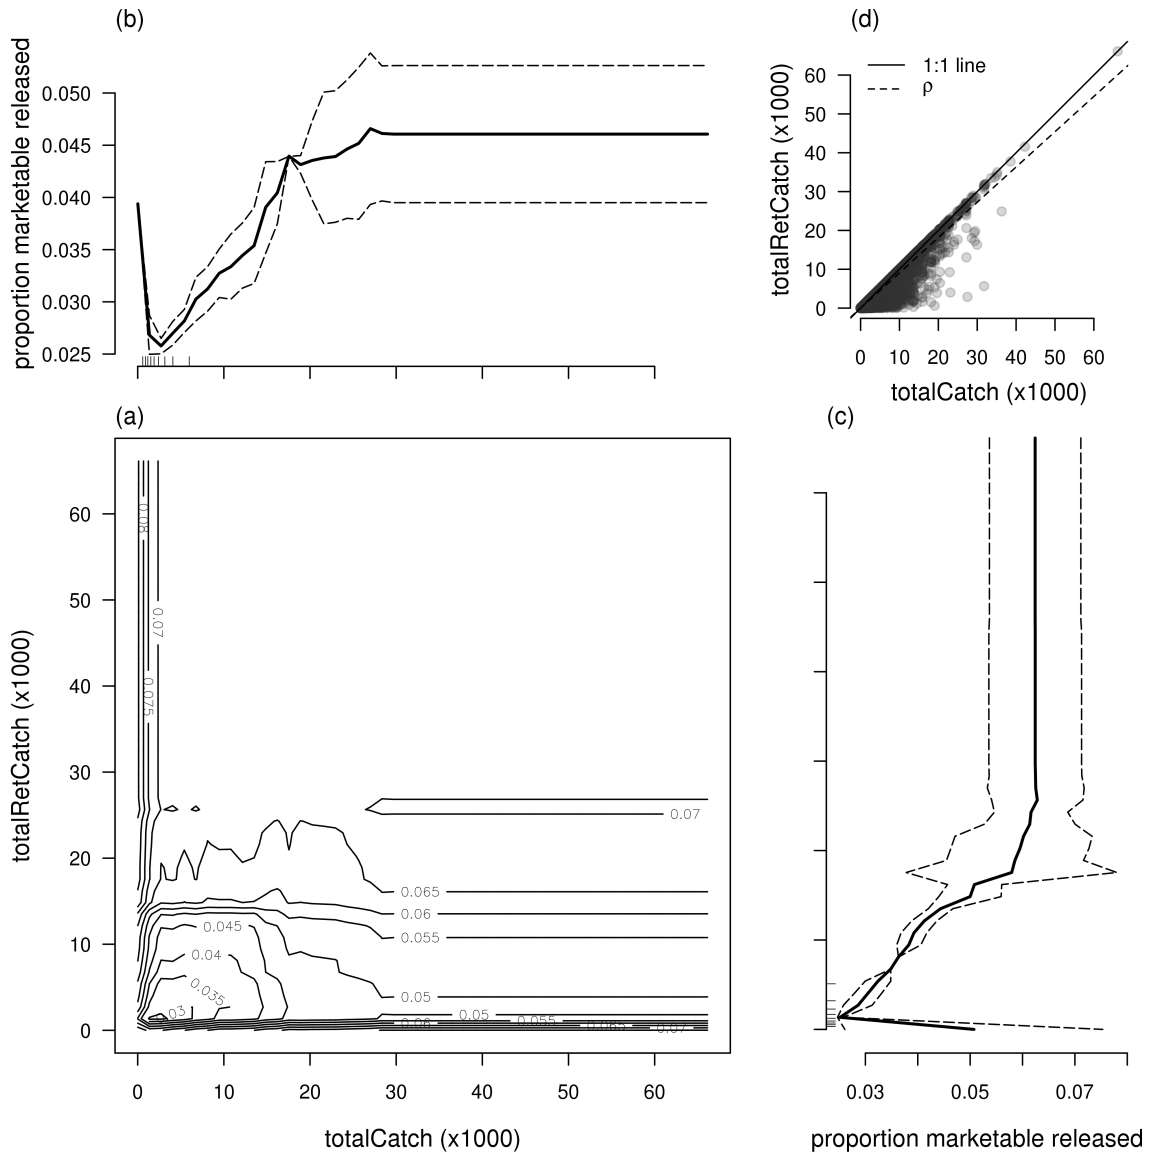 (b)
proportion marketable released
0.050
0.045
0.040
0.035
0.030
0.025
(d)
1:1 line
ρ
totalRetCatch (x1000)
60
50
40
30
20
10
0
0 10 20 30 40 50 60
totalCatch (x1000)
(a)
totalRetCatch (x1000)
60
50
40
30
20
10
0
0.08
0.07
0.075
0.07
0.065
0.06
0.055
0.045
0.04
0.035
0.03
0.05
0.05
0.055
0.06
0.065
0.07
0 10 20 30 40 50 60
totalCatch (x1000)
(c)
0.03 0.05 0.07
proportion marketable released